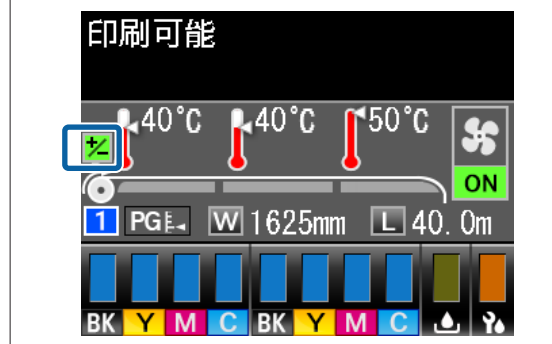 印刷可能
40°C 40°C 50°C
ON
1 PG W 1625mm L 40.0m
BK Y M C BK Y M C